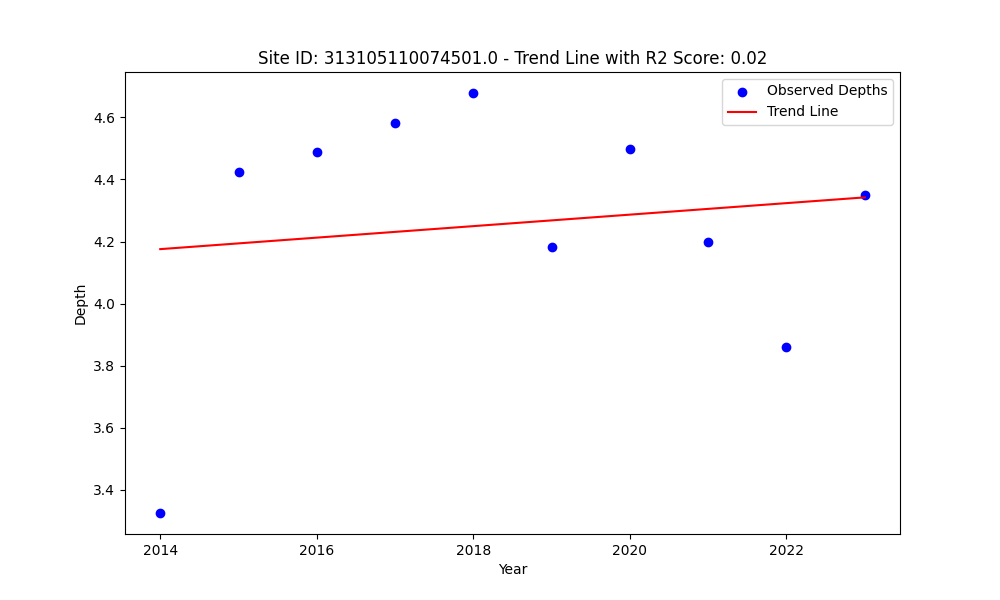 Site ID: 313105110074501.0 - Trend Line with R2 Score: 0.02
Observed Depths
Trend Line
4.6
4.4
4.2
4.0
3.8
3.6
3.4
Depth
2014 2016 2018 2020 2022
Year